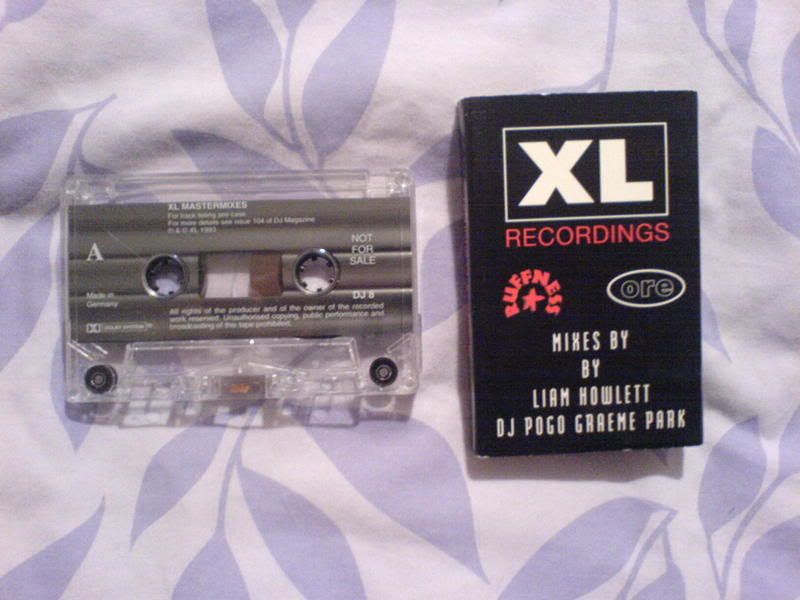 XL MASTERMIXES
For track listing see case
For more details see issue 104 of DJ Magazine
℗ & © XL 1993
A
NOT
FOR
SALE
Made in
Germany
DJ 8
DOLBY SYSTEM
All rights of the producer and of the owner of the recorded
work reserved. Unauthorised copying, public performance and
broadcasting of this tape prohibited.
XL
RECORDINGS
RUFFNESS
ore
MIXES BY
BY
LIAM HOWLETT
DJ POGO GRAEME PARK